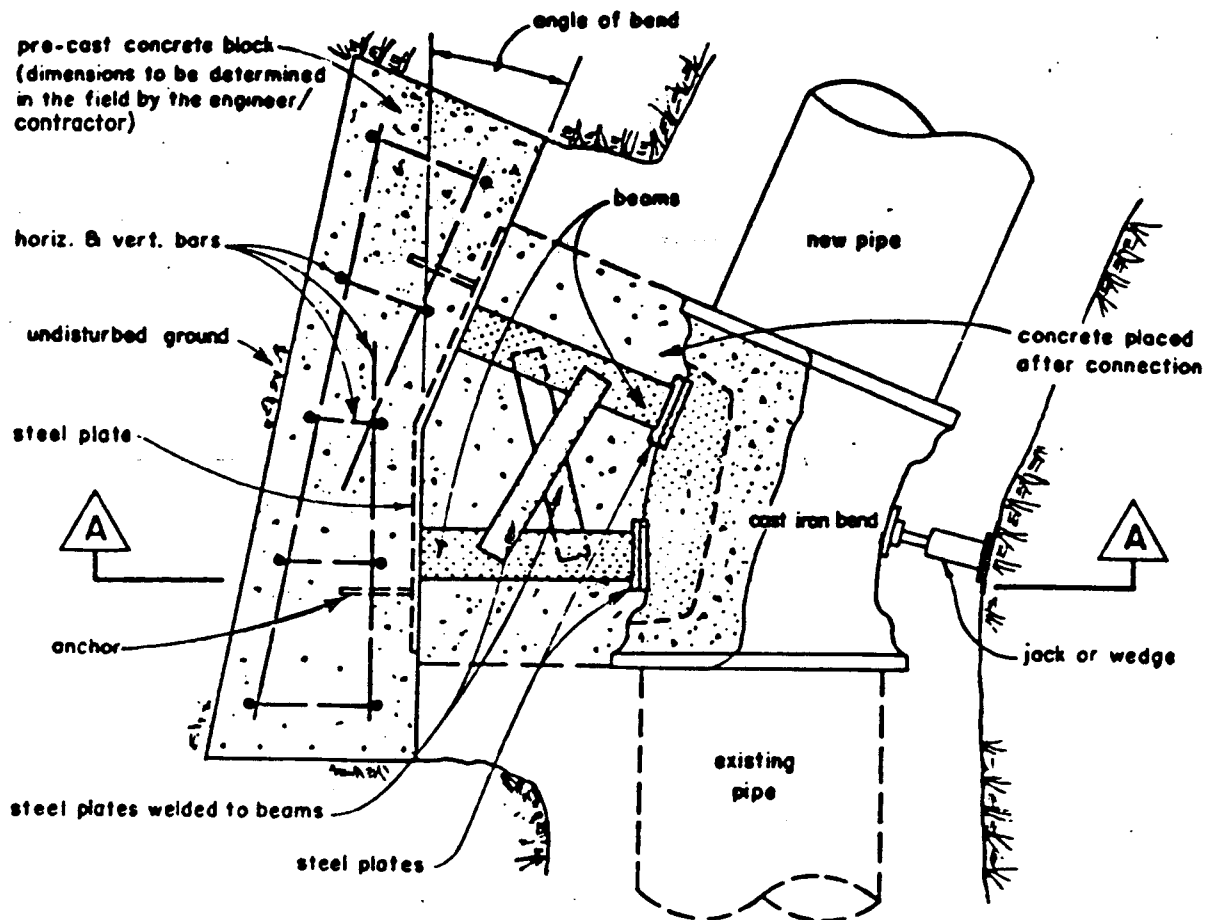 angle of bend
pre-cast concrete block
(dimensions to be determined
in the field by the engineer/
contractor)
beams
new pipe
horiz. & vert. bars
undisturbed ground
concrete placed
after connection
steel plate
A
cast iron bend
A
anchor
jack or wedge
existing
pipe
steel plates welded to beams
steel plates